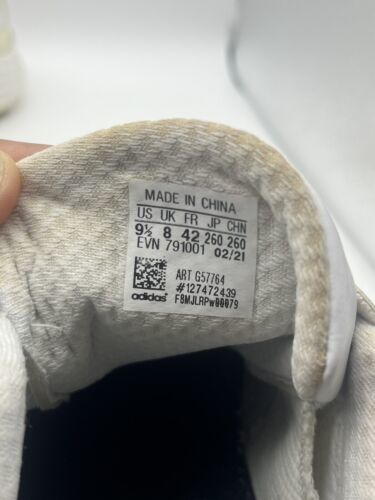 MADE IN CHINA
US UK FR JP CHN
9½ 8 42 260 260
EVN 791001 02/21
ART G57764
#127472439
adidas F8MJLRPW00079